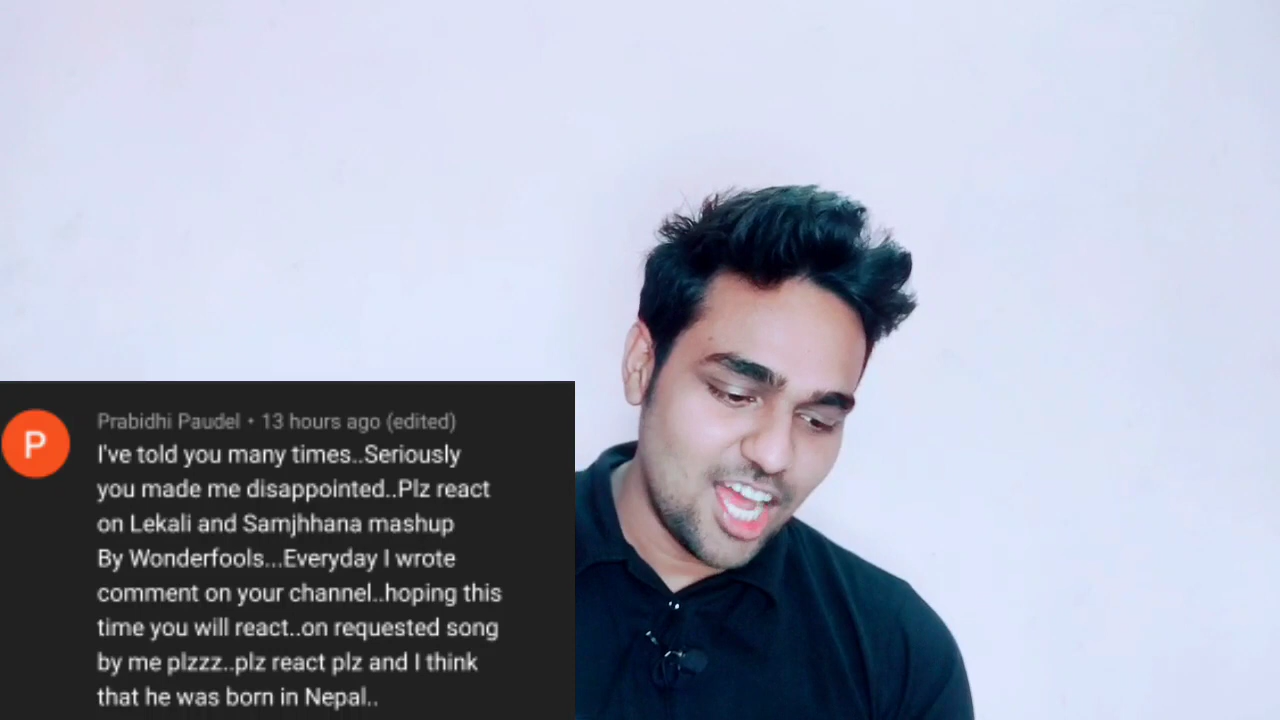 P
Prabidhi Paudel • 13 hours ago (edited)
I've told you many times..Seriously
you made me disappointed..Plz react
on Lekali and Samjhhana mashup
By Wonderfools...Everyday I wrote
comment on your channel..hoping this
time you will react..on requested song
by me plzzz..plz react plz and I think
that he was born in Nepal..